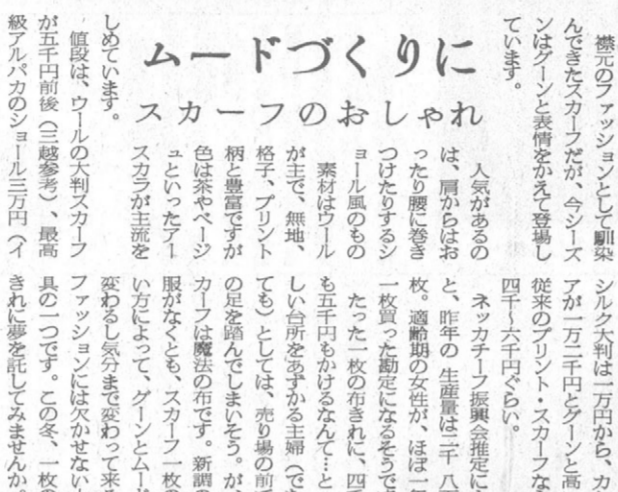 ムードづくりに
スカーフのおしゃれ
襟元のファッションとして馴染
んできたスカーフだが、今シーズ
ンはグーンと表情をかえて登場し
ています。
人気があるの
は、肩からはお
ったり腰に巻き
つけたりするシ
ョール風のもの
素材はウール
が主で、無地、
格子、プリント
柄と豊富ですが
色は茶やベージ
ュといったアー
スカラが主流を
しめています。
値段は、ウールの大判スカーフ
が五千円前後（三越参考）、最高
級アルパカのショール三万円（イ
シルク大判は一万円から、カ
アが一万二千円とグーンと高
従来のプリント・スカーフな
四千〜六千円ぐらい。
ネッカチーフ振興会推定に
と、昨年の生産量は二千八
枚。適齢期の女性が、ほぼ一
一枚買った勘定になるそうで
たった一枚の布きれに、四千
も五千円もかけるなんて…と
しい台所をあずかる主婦（で
ても）としては、売り場の前
の足を踏んでしまいそう。が、
カーフは魔法の布です。新調の
服がなくとも、スカーフ一枚の
い方によって、グーンとムード
変わるし気分まで変わって来る
ファッションには欠かせない
具の一つです。この冬、一枚の
きれに夢を託してみませんか。